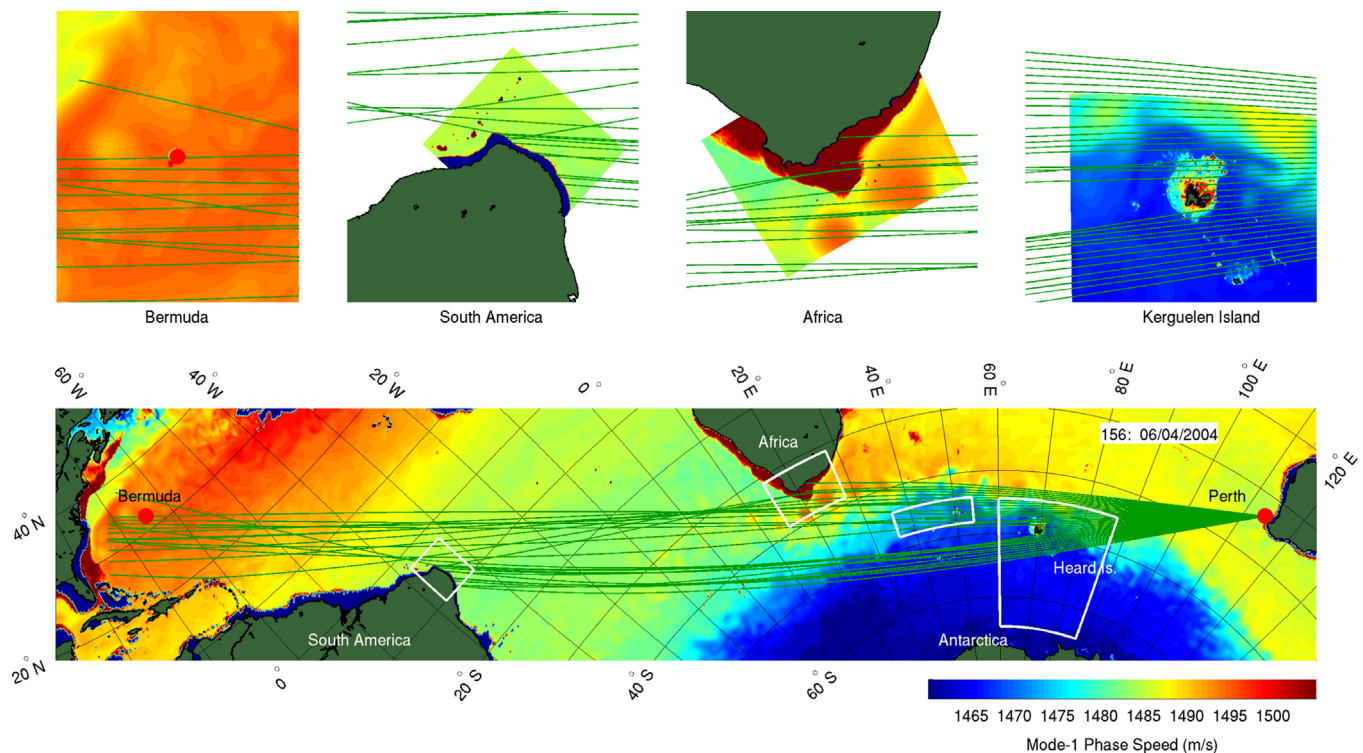 Bermuda
South America
Africa
Kerguelen Island
60° W
40° W
20° W
0°
20° E
40° E
60° E
80° E
100° E
120° E
156: 06/04/2004
Africa
Bermuda
Perth
Heard Is.
South America
Antarctica
40° N
20° N
0
20° S
40° S
60° S
1465 1470 1475 1480 1485 1490 1495 1500
Mode-1 Phase Speed (m/s)